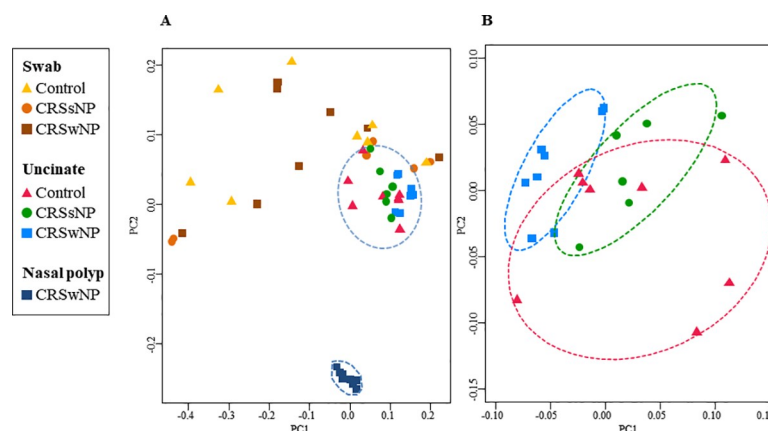 A
B
Swab
Control
CRSsNP
CRSwNP
Uncinate
Control
CRSsNP
CRSwNP
Nasal polyp
CRSwNP
PC2
0.2
0.1
0.0
-0.1
-0.2
-0.4
-0.3
-0.2
-0.1
0.0
0.1
0.2
PC1
PC2
0.10
0.05
0.00
-0.05
-0.10
-0.15
-0.10
-0.05
0.00
0.05
0.10
PC1